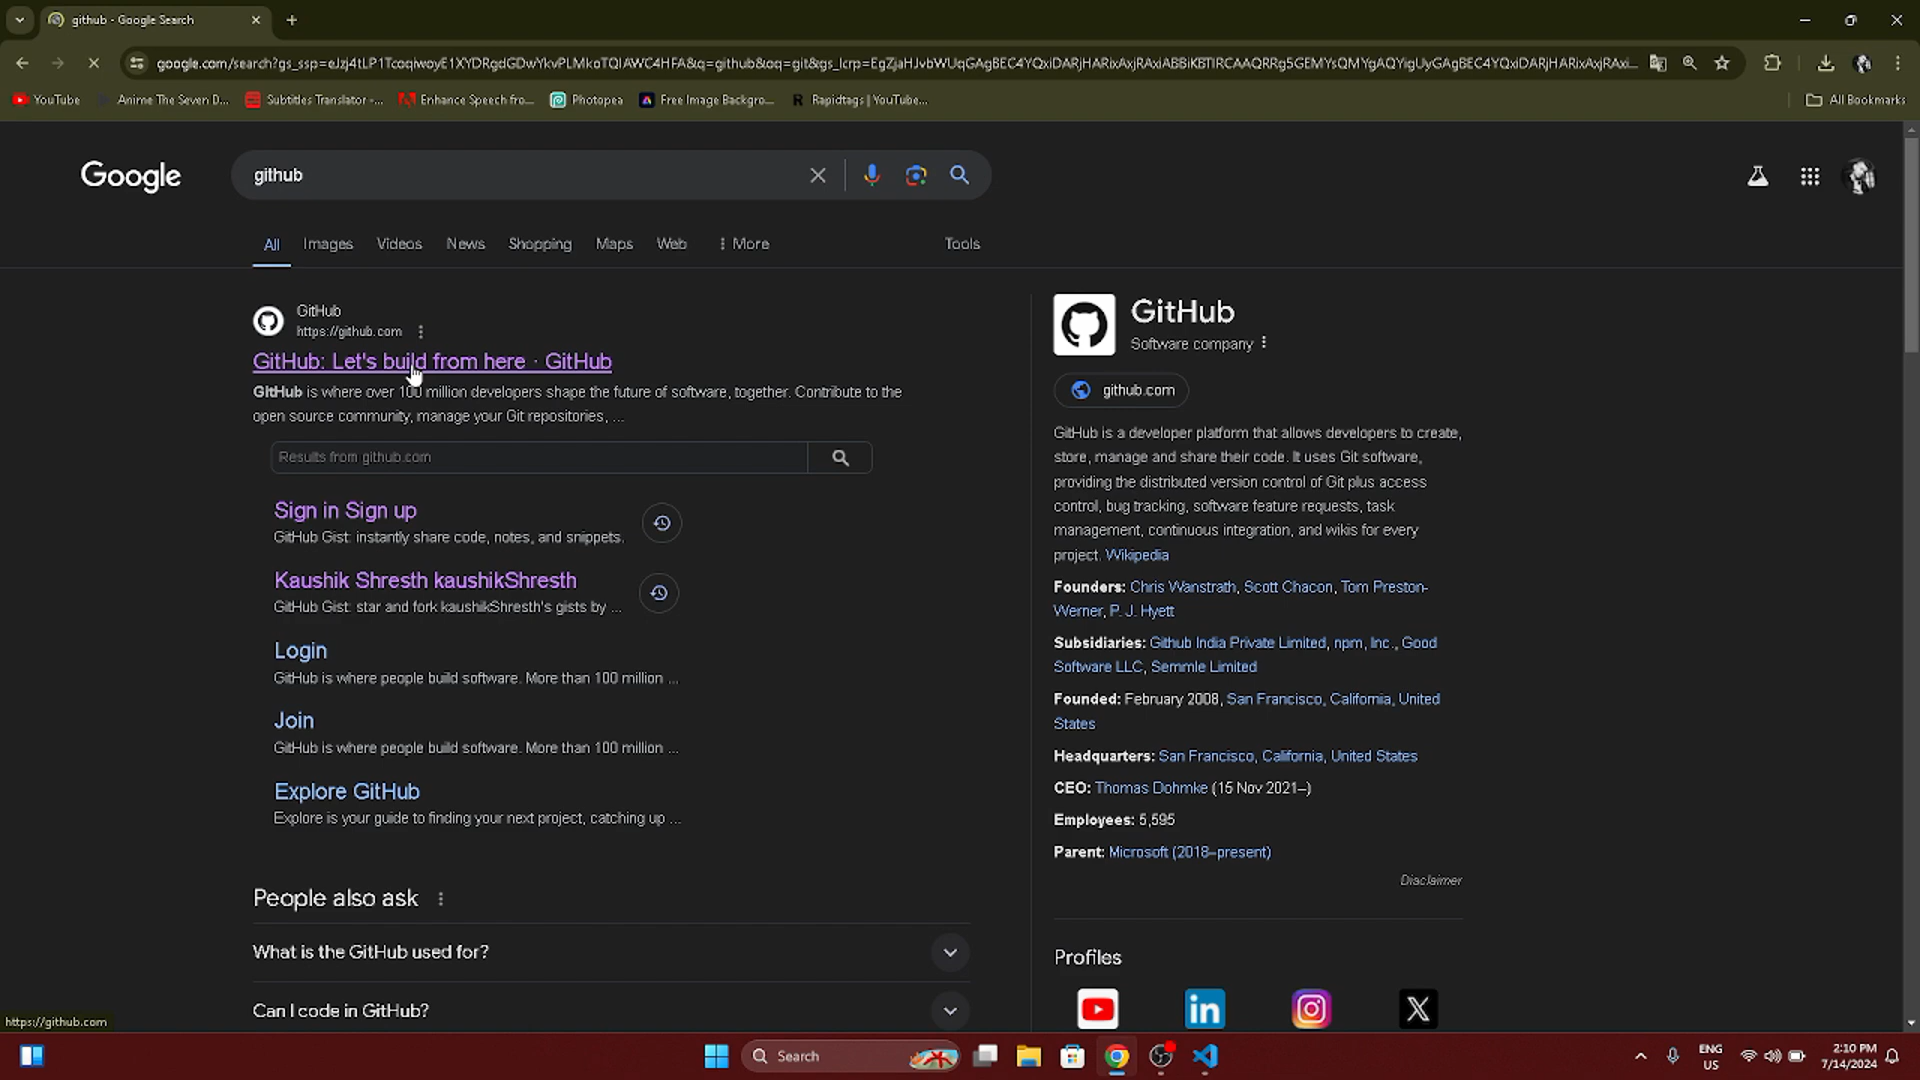 github - Google Search
google.com/search?gs_ssp=
YouTube
Anime The Seven D...
Subtitles Translator -...
Enhance Speech fro...
Photopea
Free Image Backgro...
Rapidtags | YouTube...
All Bookmarks
Google
github
All
Images
Videos
News
Shopping
Maps
Web
More
Tools
GitHub
https://github.com
GitHub: Let's build from here · GitHub
GitHub is where over 100 million developers shape the future of software, together. Contribute to the
open source community, manage your Git repositories, ...
Results from github.com
Sign in Sign up
GitHub Gist: instantly share code, notes, and snippets.
Kaushik Shresth kaushikShresth
GitHub Gist: star and fork kaushikShresth's gists by ...
Login
GitHub is where people build software. More than 100 million ...
Join
GitHub is where people build software. More than 100 million ...
Explore GitHub
Explore is your guide to finding your next project, catching up ...
People also ask
What is the GitHub used for?
Can I code in GitHub?
GitHub
Software company
github.com
GitHub is a developer platform that allows developers to create,
store, manage and share their code. It uses Git software,
providing the distributed version control of Git plus access
control, bug tracking, software feature requests, task
management, continuous integration, and wikis for every
project. Wikipedia
Founders: Chris Wanstrath, Scott Chacon, Tom Preston-
Werner, P. J. Hyett
Subsidiaries: Github India Private Limited, npm, Inc., Good
Software LLC, Semmle Limited
Founded: February 2008, San Francisco, California, United
States
Headquarters: San Francisco, California, United States
CEO: Thomas Dohmke (15 Nov 2021–)
Employees: 5,595
Parent: Microsoft (2018–present)
Disclaimer
Profiles
https://github.com
Search
ENG
US
2:10 PM
7/14/2024